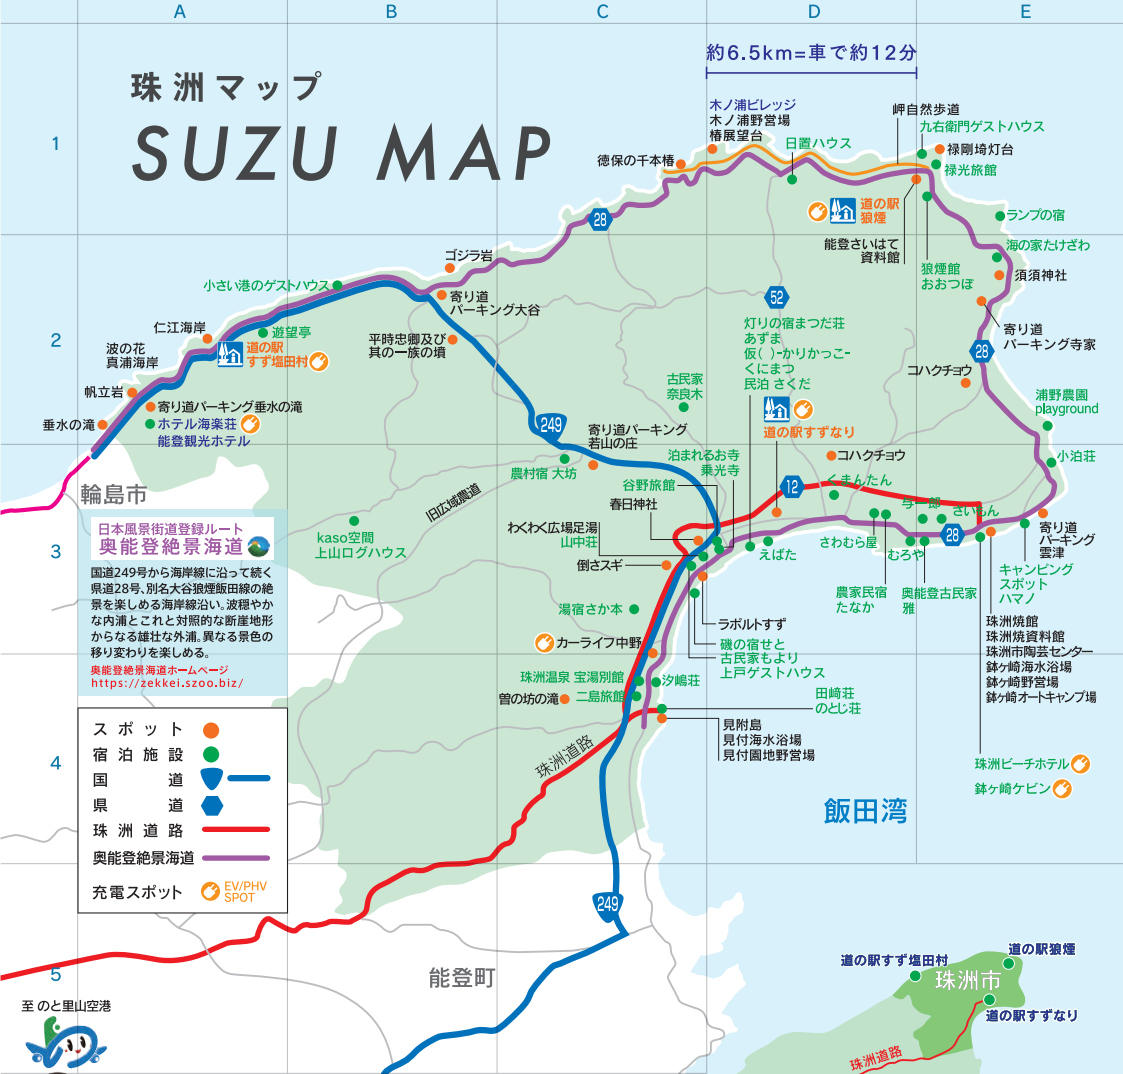 A
B
C
D
E
1
2
3
4
5
珠洲マップ
SUZU MAP
約6.5km=車で約12分
木ノ浦ビレッジ
木ノ浦野営場
椿展望台
徳保の千本椿
日置ハウス
岬自然歩道
九右衛門ゲストハウス
禄剛埼灯台
禄光旅館
28
道の駅
狼煙
ランプの宿
能登さいはて
資料館
海の家たけざわ
狼煙館
おおつぼ
須須神社
ゴジラ岩
小さい港のゲストハウス
寄り道
パーキング大谷
52
仁江海岸
遊望亭
平時忠卿及び
其の一族の墳
灯りの宿まつだ荘
あずま
仮( )-かりかっこ-
くにまつ
民泊 さくだ
寄り道
パーキング寺家
28
波の花
真浦海岸
道の駅
すず塩田村
コハクチョウ
古民家
奈良木
帆立岩
浦野農園
playground
寄り道パーキング垂水の滝
垂水の滝
ホテル海楽荘
能登観光ホテル
249
道の駅すずなり
寄り道パーキング
若山の庄
泊まれるお寺
乗光寺
コハクチョウ
小泊荘
農村宿 大坊
谷野旅館
くまんたん
12
輪島市
旧広域農道
春日神社
与一郎
さいもん
日本風景街道登録ルート
奥能登絶景海道
kaso空間
上山ログハウス
わくわく広場足湯
山中荘
倒さスギ
えばた
さわむら屋
むろや
28
寄り道
パーキング
雲津
国道249号から海岸線に沿って続く
県道28号、別名大谷狼煙飯田線の絶
景を楽しめる海岸線沿い。波穏やか
な内浦とこれと対照的な断崖地形
からなる雄壮な外浦。異なる景色の
移り変わりを楽しめる。
奥能登絶景海道ホームページ
https://zekkei.szoo.biz/
キャンピング
スポット
ハマノ
農家民宿
たなか
奥能登古民家
雅
湯宿さか本
ラポルトすず
珠洲焼館
珠洲焼資料館
珠洲市陶芸センター
鉢ヶ崎海水浴場
鉢ヶ崎野営場
鉢ヶ崎オートキャンプ場
カーライフ中野
磯の宿せと
古民家もより
上戸ゲストハウス
珠洲温泉 宝湯別館
汐嶋荘
曽の坊の滝
二島旅館
田崎荘
のとじ荘
見附島
見付海水浴場
見付園地野営場
珠洲道路
珠洲ビーチホテル
鉢ヶ崎ケビン
飯田湾
スポット
宿泊施設
国道
県道
珠洲道路
奥能登絶景海道
充電スポット
EV/PHV
SPOT
249
能登町
至 のと里山空港
道の駅狼煙
道の駅すず塩田村
珠洲市
道の駅すずなり
珠洲道路